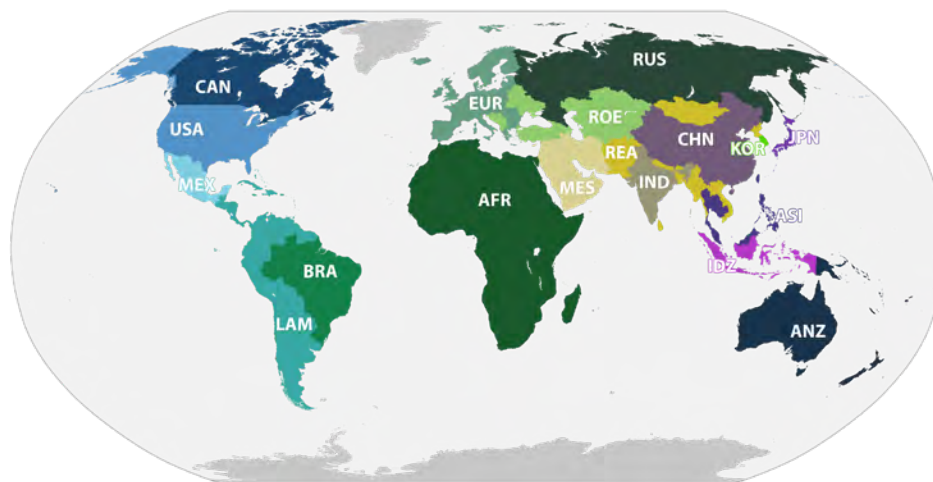 RUS
CAN
EUR
ROE
USA
CHN
JPN
KOR
REA
MEX
MES
IND
AFR
ASI
IDZ
BRA
LAM
ANZ